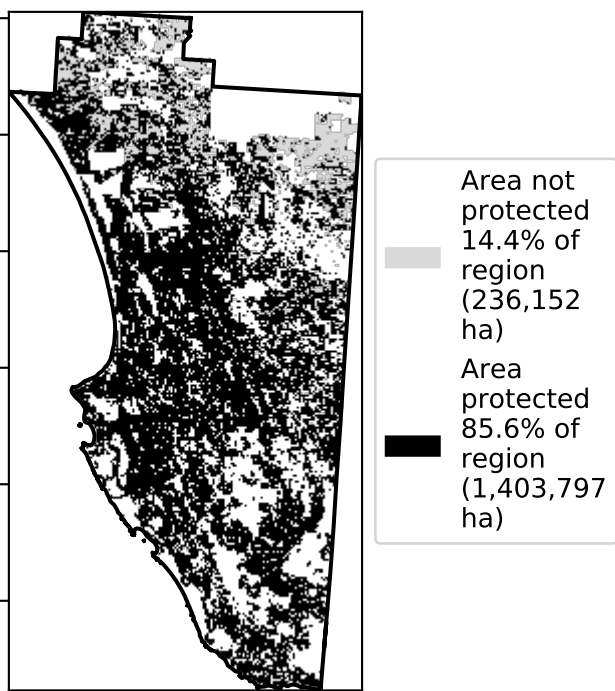 Area not
protected
14.4% of
region
(236,152
ha)
Area
protected
85.6% of
region
(1,403,797
ha)